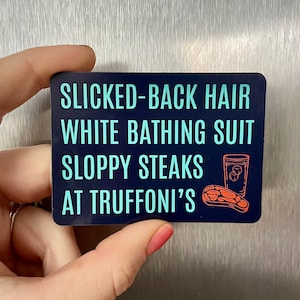 SLICKED-BACK HAIR
WHITE BATHING SUIT
SLOPPY STEAKS
AT TRUFFONI'S